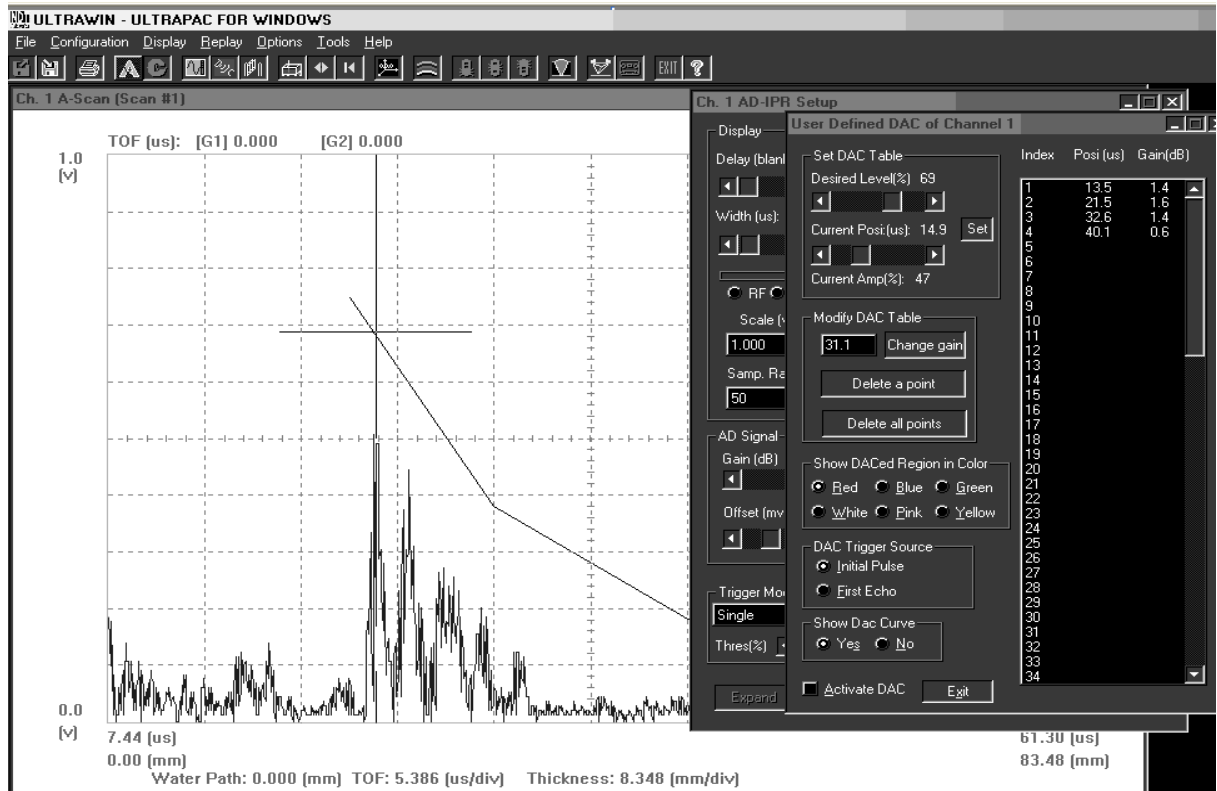 ULTRAWIN - ULTRAPAC FOR WINDOWS
File Configuration Display Replay Options Tools Help
EXIT ?
Ch. 1 A-Scan (Scan #1)
TOF (us): [G1] 0.000 [G2] 0.000
1.0
(v)
0.0
(v)
7.44 (us)
61.30 (us)
0.00 (mm)
83.48 (mm)
Water Path: 0.000 (mm) TOF: 5.386 (us/div) Thickness: 8.348 (mm/div)
Ch. 1 AD-IPR Setup
Display
Delay (blank
Width (us):
RF
Scale (v
1.000
Samp. Ra
50
AD Signal
Gain (dB)
Offset (mv
Trigger Mod
Single
Thres(%)
Expand
User Defined DAC of Channel 1
Set DAC Table
Desired Level(%) 69
Current Posi:(us): 14.9 Set
Current Amp(%): 47
Modify DAC Table
31.1 Change gain
Delete a point
Delete all points
Show DACed Region in Color
Red Blue Green
White Pink Yellow
DAC Trigger Source
Initial Pulse
First Echo
Show Dac Curve
Yes No
Activate DAC Exit
Index Posi (us) Gain(dB)
1 13.5 1.4
2 21.5 1.6
3 32.6 1.4
4 40.1 0.6
5
6
7
8
9
10
11
12
13
14
15
16
17
18
19
20
21
22
23
24
25
26
27
28
29
30
31
32
33
34